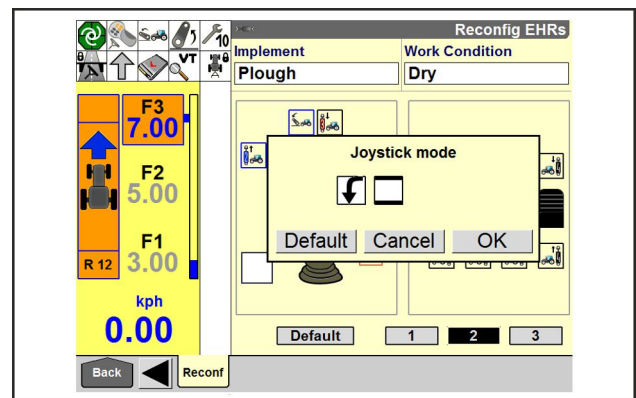 10
VT
Reconfig EHRs
Implement
Work Condition
Plough
Dry
F3
7.00
F2
5.00
F1
3.00
R 12
kph
0.00
Joystick mode
Default Cancel OK
Default 1 2 3
Back
Reconf